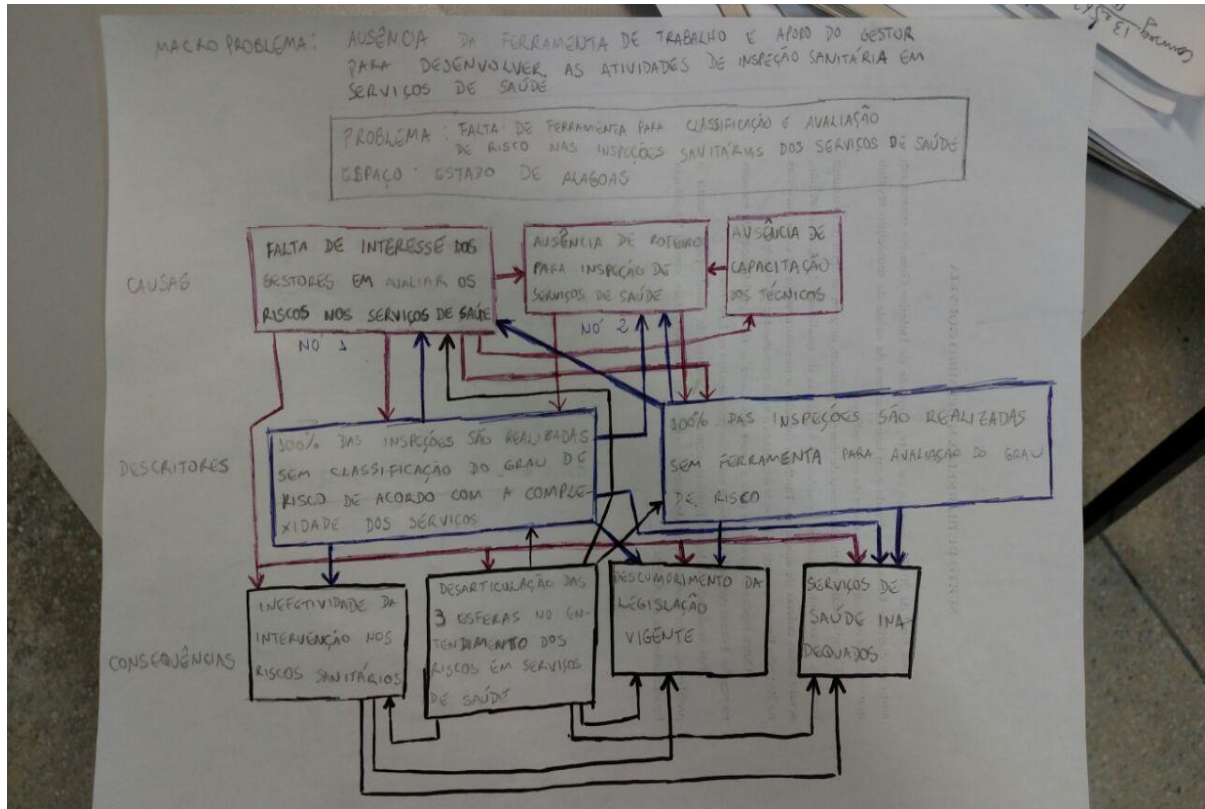 MACROPROBLEMA: AUSÊNCIA DA FERRAMENTA DE TRABALHO E APOIO DO GESTOR
PARA DESENVOLVER AS ATIVIDADES DE INSPEÇÃO SANITÁRIA EM
SERVIÇOS DE SAÚDE
PROBLEMA: FALTA DE FERRAMENTA PARA CLASSIFICAÇÃO E AVALIAÇÃO
DE RISCO NAS INSPEÇÕES SANITÁRIAS DOS SERVIÇOS DE SAÚDE
ESPAÇO: ESTADO DE ALAGOAS
CAUSAS
FALTA DE INTERESSE DOS
GESTORES EM AVALIAR OS
RISCOS NOS SERVIÇOS DE SAÚDE
NÓ 1
AUSÊNCIA DE ROTEIRO
PARA INSPEÇÃO DE
SERVIÇOS DE SAÚDE
NÓ 2
AUSÊNCIA DE
CAPACITAÇÃO
DOS TÉCNICOS
DESCRITORES
100% DAS INSPEÇÕES SÃO REALIZADAS
SEM CLASSIFICAÇÃO DO GRAU DE
RISCO DE ACORDO COM A COMPLE-
XIDADE DOS SERVIÇOS
100% DAS INSPEÇÕES SÃO REALIZADAS
SEM FERRAMENTA PARA AVALIAÇÃO DO GRAU
DE RISCO
CONSEQUÊNCIAS
INEFETIVIDADE DA
INTERVENÇÃO NOS
RISCOS SANITÁRIOS
DESARTICULAÇÃO DAS
3 ESFERAS NO EN-
TENDIMENTO DOS
RISCOS EM SERVIÇOS
DE SAÚDE
DESCUMPRIMENTO DA
LEGISLAÇÃO
VIGENTE
SERVIÇOS DE
SAÚDE INA-
DEQUADOS